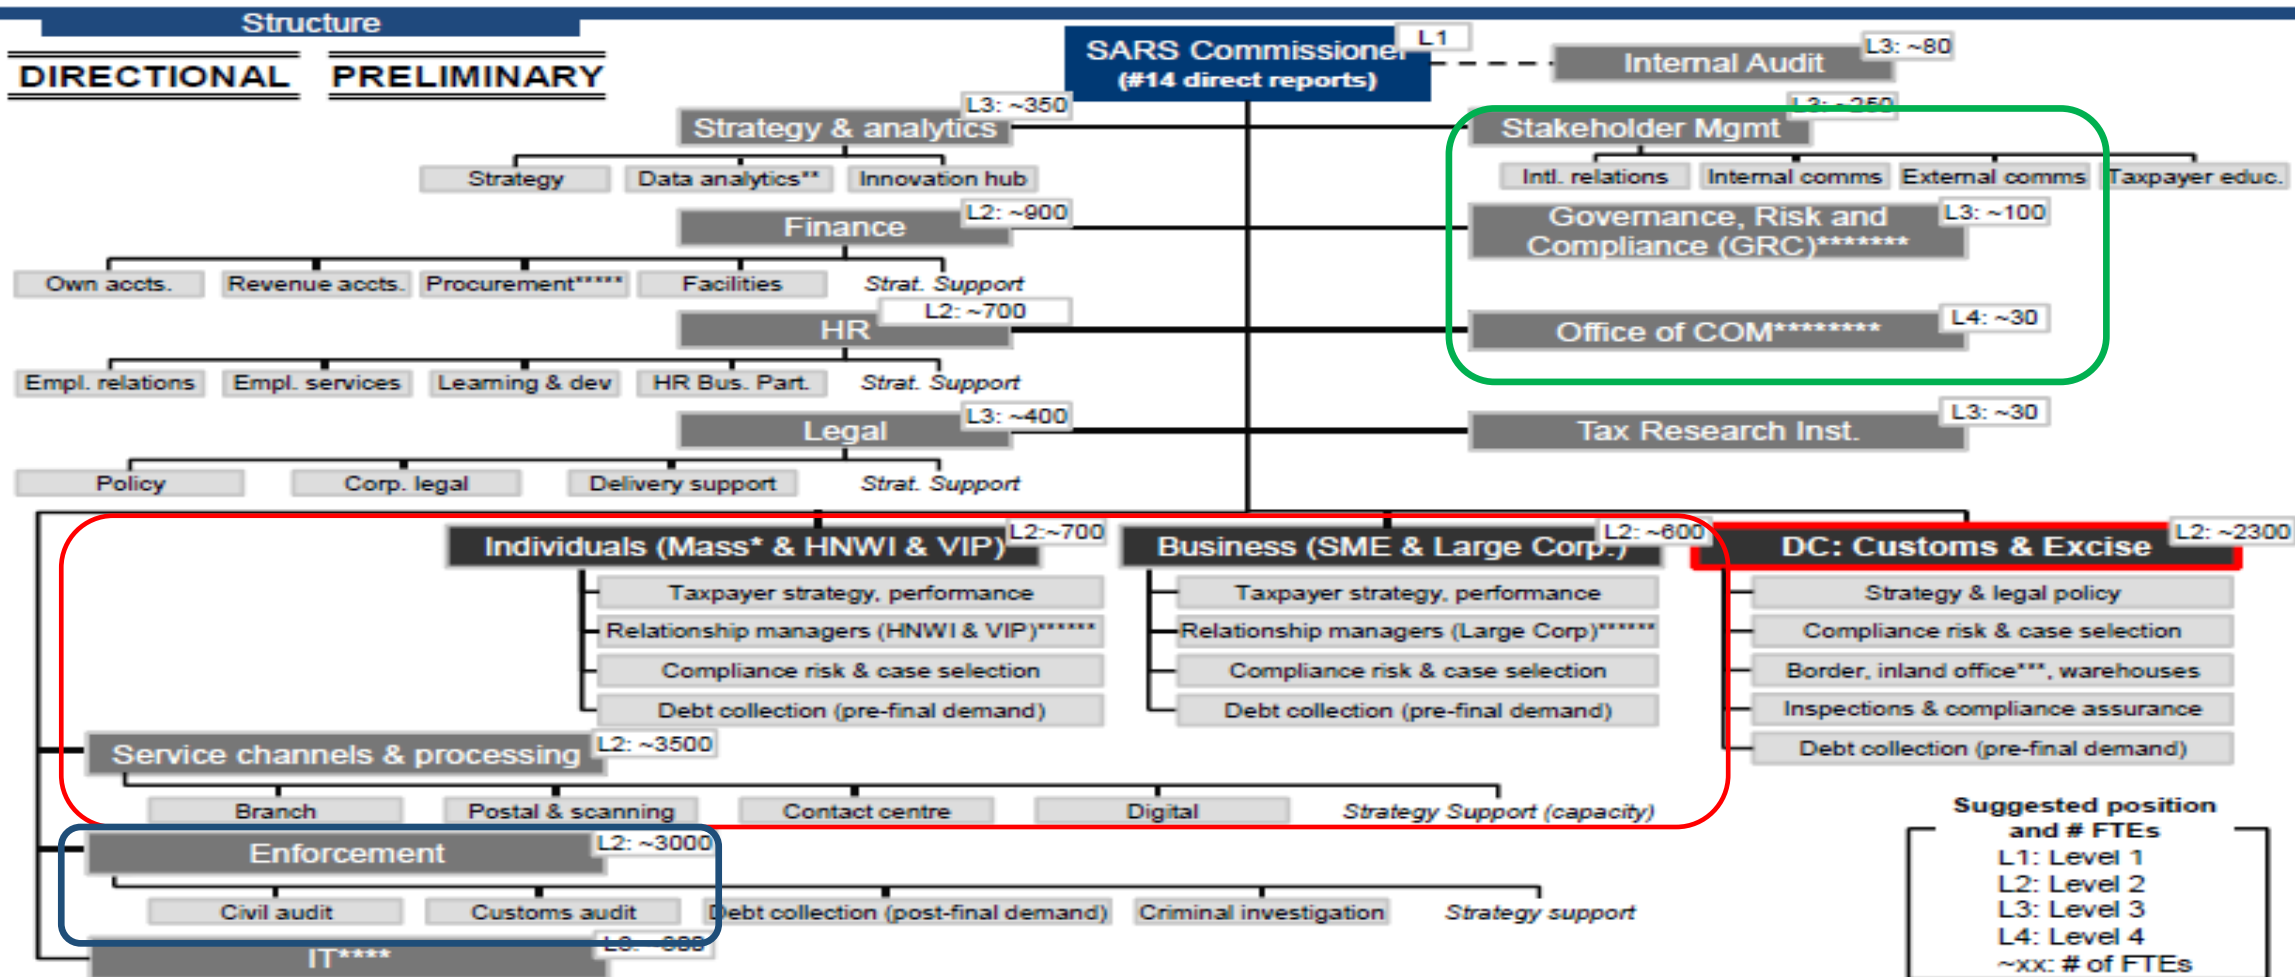 Structure
DIRECTIONAL PRELIMINARY
SARS Commissioner
(#14 direct reports)
L1
Internal Audit
L3: ~80
Strategy & analytics
L3: ~350
Strategy
Data analytics**
Innovation hub
Stakeholder Mgmt
L3: ~250
Intl. relations
Internal comms
External comms
Taxpayer educ.
Finance
L2: ~900
Own accts.
Revenue accts.
Procurement*****
Facilities
Strat. Support
Governance, Risk and
Compliance (GRC)*******
L3: ~100
HR
L2: ~700
Empl. relations
Empl. services
Learning & dev
HR Bus. Part.
Strat. Support
Office of COM********
L4: ~30
Legal
L3: ~400
Policy
Corp. legal
Delivery support
Strat. Support
Tax Research Inst.
L3: ~30
Individuals (Mass* & HNWI & VIP)
L2:~700
Taxpayer strategy, performance
Relationship managers (HNWI & VIP)******
Compliance risk & case selection
Debt collection (pre-final demand)
Business (SME & Large Corp.)
L2: ~600
Taxpayer strategy, performance
Relationship managers (Large Corp)******
Compliance risk & case selection
Debt collection (pre-final demand)
DC: Customs & Excise
L2: ~2300
Strategy & legal policy
Compliance risk & case selection
Border, inland office***, warehouses
Inspections & compliance assurance
Debt collection (pre-final demand)
Service channels & processing
L2: ~3500
Branch
Postal & scanning
Contact centre
Digital
Strategy Support (capacity)
Enforcement
L2: ~3000
Civil audit
Customs audit
Debt collection (post-final demand)
Criminal investigation
Strategy support
IT****
Suggested position
and # FTEs
L1: Level 1
L2: Level 2
L3: Level 3
L4: Level 4
~xx: # of FTEs